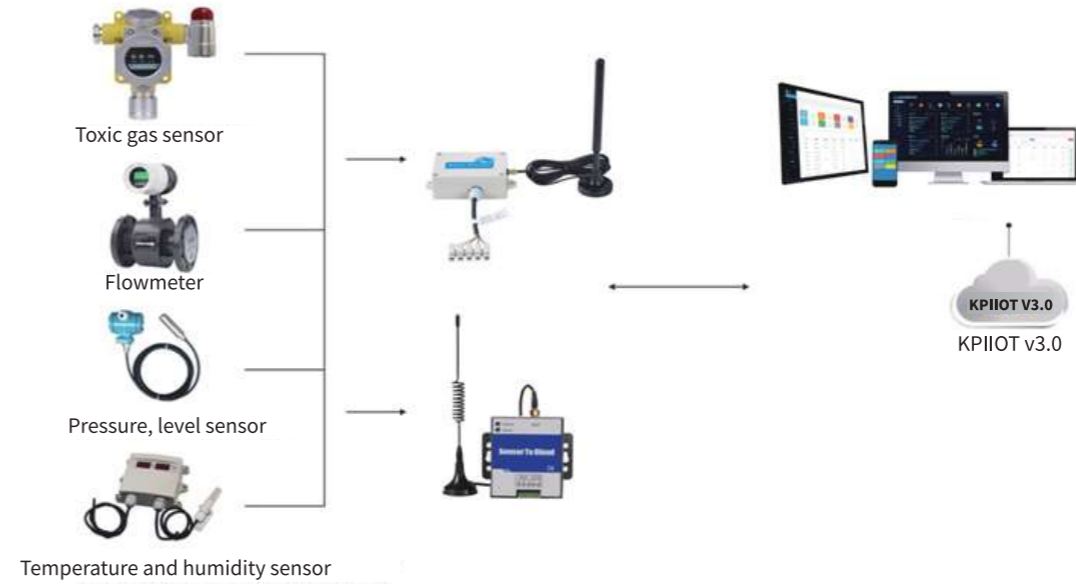 Toxic gas sensor
Flowmeter
Pressure, level sensor
Temperature and humidity sensor
Sensor To Cloud
KPIIOT V3.0
KPIIOT v3.0